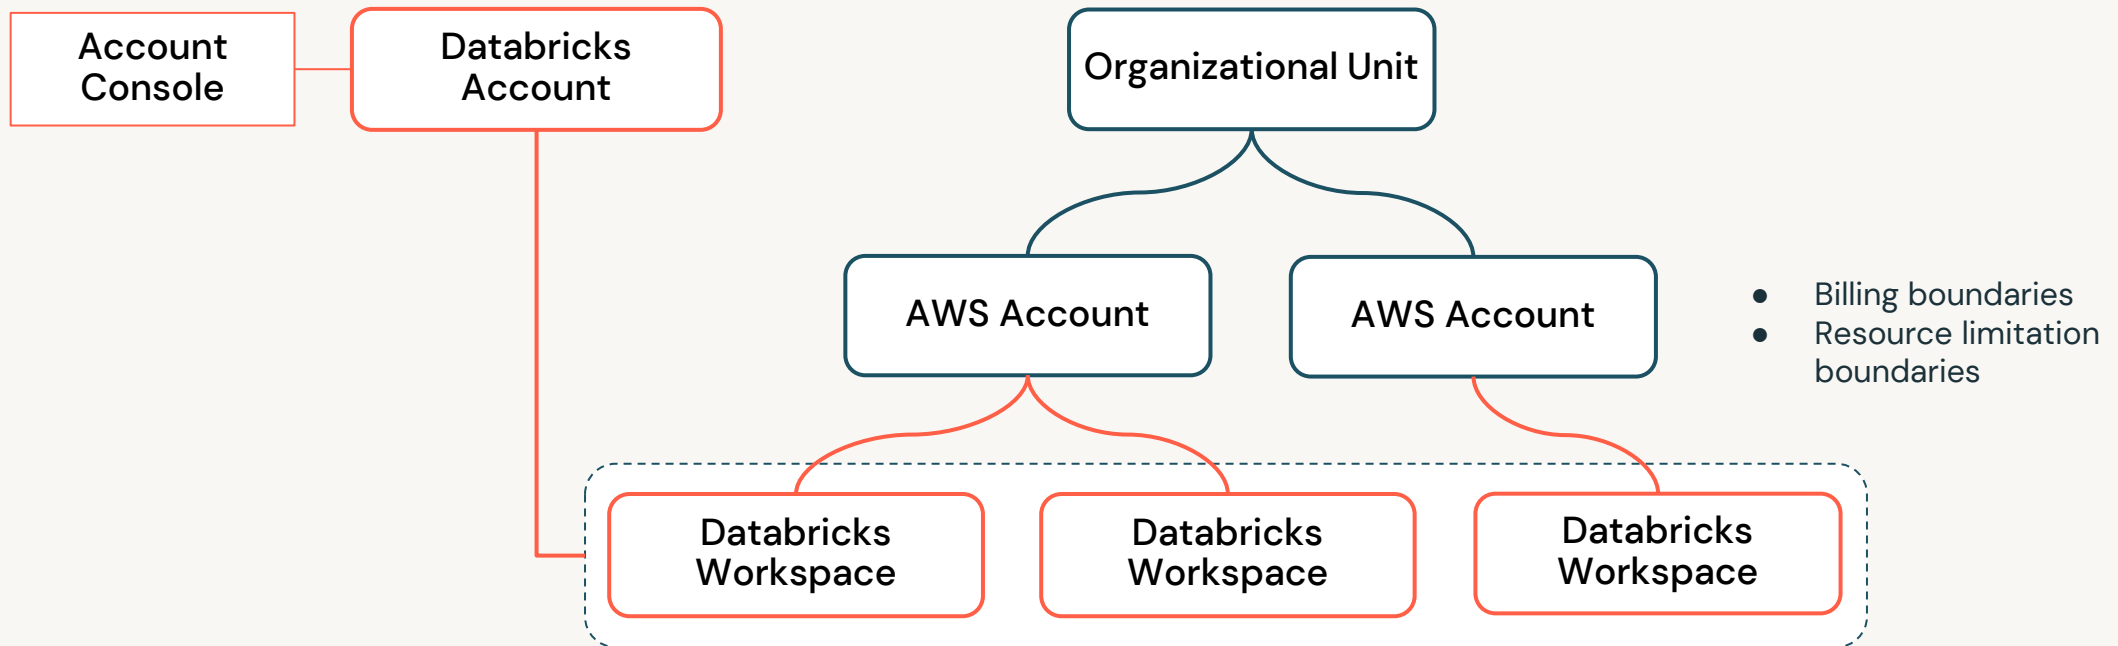 Account
Console
Databricks
Account
Organizational Unit
AWS Account
AWS Account
● Billing boundaries
● Resource limitation
boundaries
Databricks
Workspace
Databricks
Workspace
Databricks
Workspace